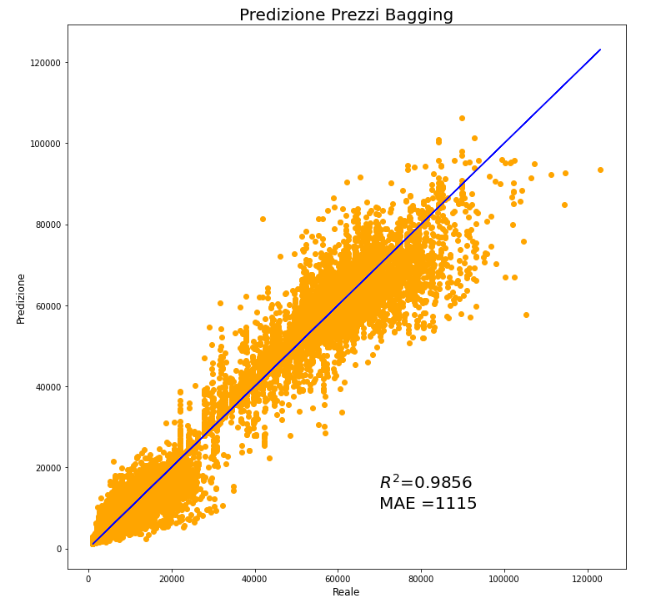 Predizione Prezzi Bagging
120000
100000
80000
60000
40000
20000
0
Predizione
R²=0.9856
MAE =1115
0 20000 40000 60000 80000 100000 120000
Reale